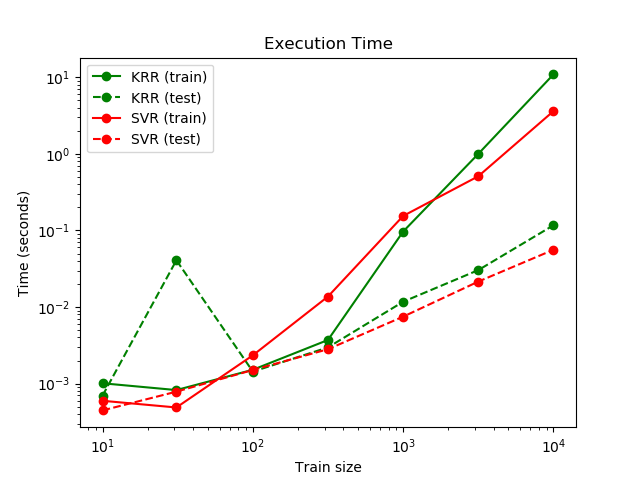 Execution Time
KRR (train)
KRR (test)
SVR (train)
SVR (test)
Time (seconds)
10¹
10⁰
10⁻¹
10⁻²
10⁻³
10¹ 10² 10³ 10⁴
Train size